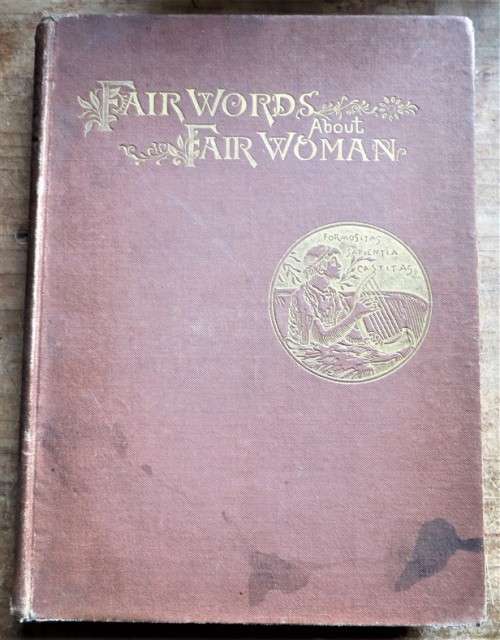 FAIR WORDS
About
FAIR WOMAN
FORMOSITAS
SAPIENTIA
CASTITAS